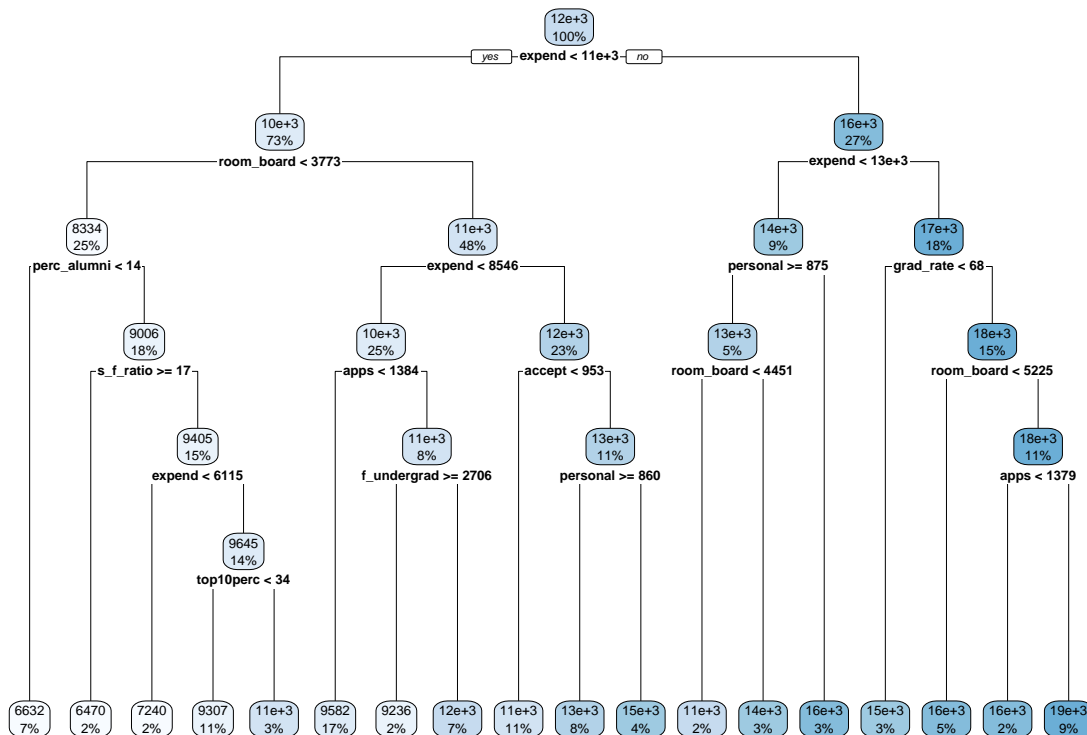 12e+3
100%
yes expend < 11e+3 no
10e+3 16e+3
73% 27%
room_board < 3773 expend < 13e+3
8334 11e+3 14e+3 17e+3
25% 48% 9% 18%
perc_alumni < 14 expend < 8546 personal >= 875 grad_rate < 68
9006 10e+3 12e+3 13e+3 18e+3
18% 25% 23% 5% 15%
s_f_ratio >= 17 apps < 1384 accept < 953 room_board < 4451 room_board < 5225
9405 11e+3 13e+3 18e+3
15% 8% 11% 11%
expend < 6115 f_undergrad >= 2706 personal >= 860 apps < 1379
9645
14%
top10perc < 34
6632 6470 7240 9307 11e+3 9582 9236 12e+3 11e+3 13e+3 15e+3 11e+3 14e+3 16e+3 15e+3 16e+3 16e+3 19e+3
7% 2% 2% 11% 3% 17% 2% 7% 11% 8% 4% 2% 3% 3% 3% 5% 2% 9%